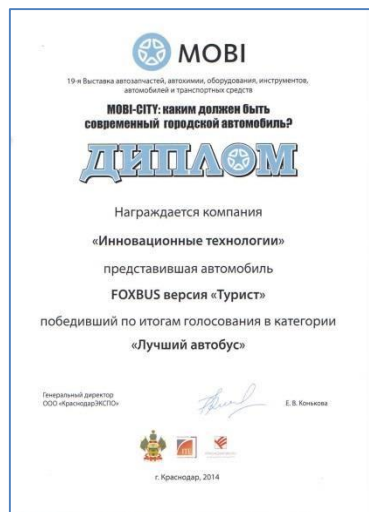 MOBI
19-я Выставка автозапчастей, автохимии, оборудования, инструментов,
автомобилей и транспортных средств
MOBI-CITY: каким должен быть
современный городской автомобиль?
ДИПЛОМ
Награждается компания
«Инновационные технологии»
представившая автомобиль
FOXBUS версия «Турист»
победивший по итогам голосования в категории
«Лучший автобус»
Генеральный директор
ООО «КраснодарЭКСПО»
Е. В. Конькова
г. Краснодар, 2014